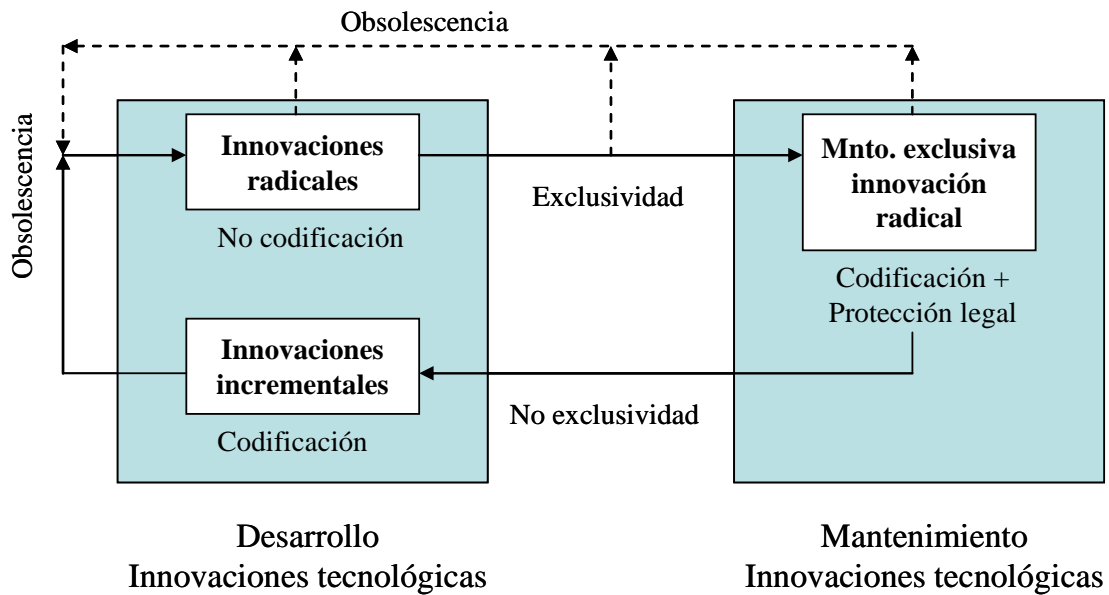 Obsolescencia
Obsolescencia
Innovaciones
radicales
No codificación
Exclusividad
Mnto. exclusiva
innovación
radical
Codificación +
Protección legal
Innovaciones
incrementales
Codificación
No exclusividad
Desarrollo
Innovaciones tecnológicas
Mantenimiento
Innovaciones tecnológicas